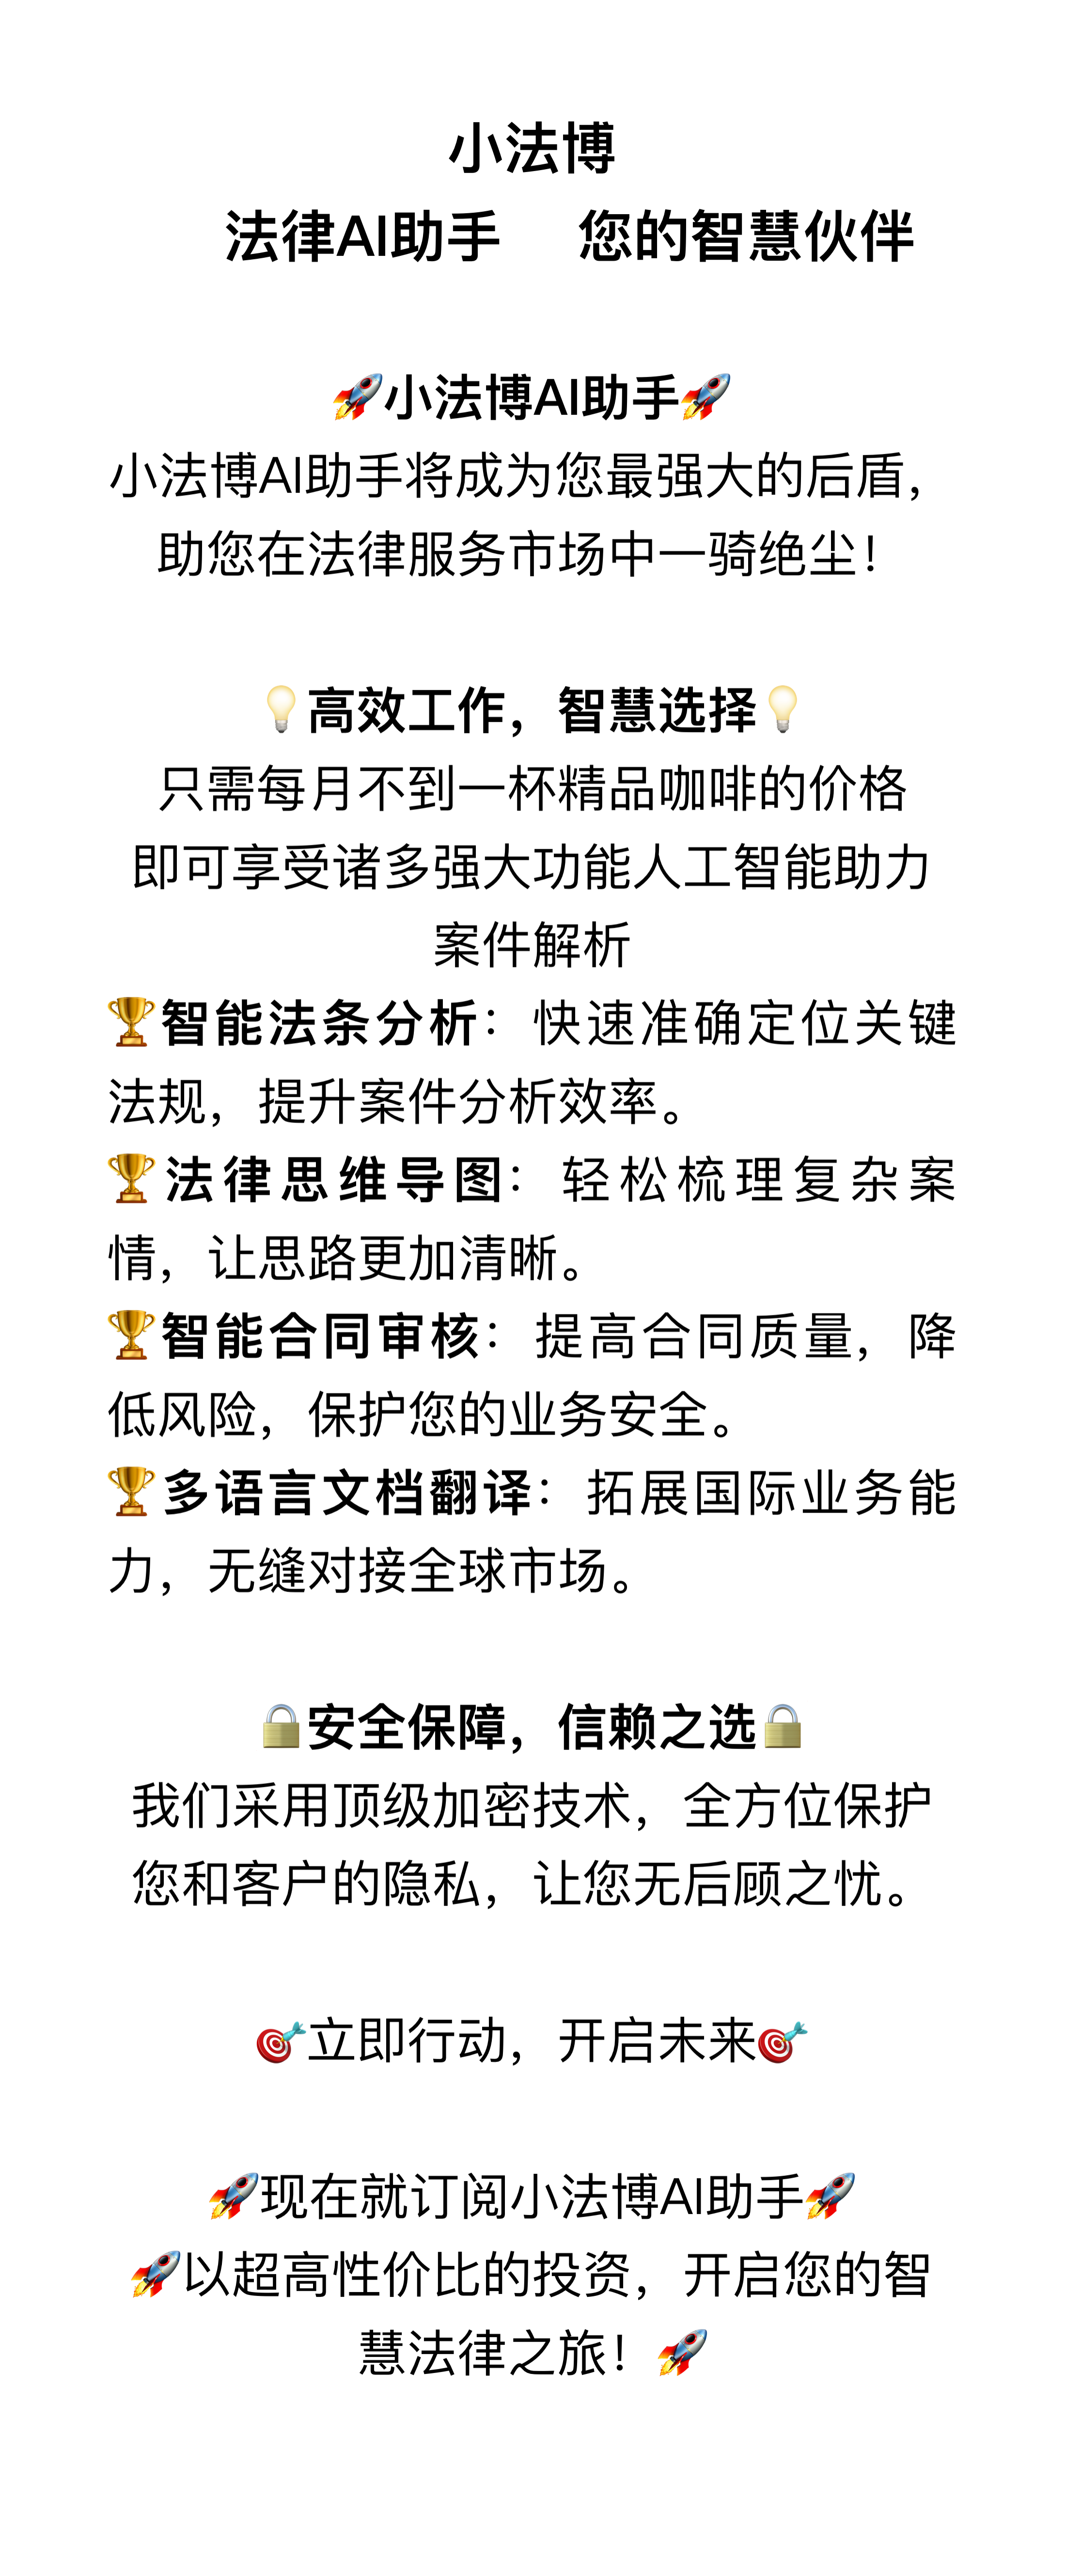 小法博
法律AI助手 您的智慧伙伴
🚀小法博AI助手🚀
小法博AI助手将成为您最强大的后盾，
助您在法律服务市场中一骑绝尘！
💡高效工作，智慧选择💡
只需每月不到一杯精品咖啡的价格
即可享受诸多强大功能人工智能助力
案件解析
🏆智能法条分析：快速准确定位关键
法规，提升案件分析效率。
🏆法律思维导图：轻松梳理复杂案
情，让思路更加清晰。
🏆智能合同审核：提高合同质量，降
低风险，保护您的业务安全。
🏆多语言文档翻译：拓展国际业务能
力，无缝对接全球市场。
🔒安全保障，信赖之选🔒
我们采用顶级加密技术，全方位保护
您和客户的隐私，让您无后顾之忧。
🎯立即行动，开启未来🎯
🚀现在就订阅小法博AI助手🚀
🚀以超高性价比的投资，开启您的智
慧法律之旅！🚀